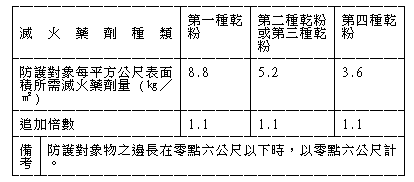 滅火藥劑種類
第一種乾粉
第二種乾粉或第三種乾粉
第四種乾粉
防護對象每平方公尺表面
積所需滅火藥劑量(㎏／
㎡)
8.8
5.2
3.6
追加倍數
1.1
1.1
1.1
備考
防護對象物之邊長在零點六公尺以下時，以零點六公尺計
。